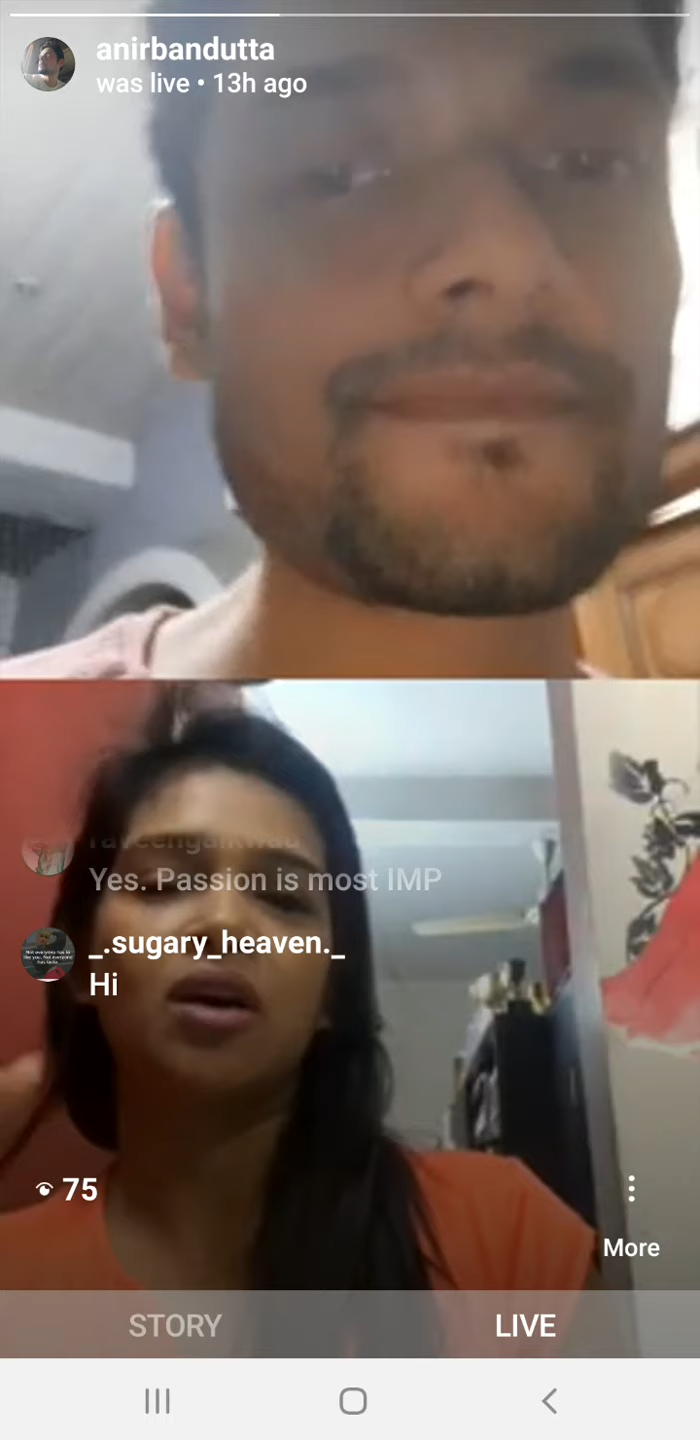 anirbandutta
was live • 13h ago
Yes. Passion is most IMP
_.sugary_heaven._
Hi
75
More
STORY
LIVE